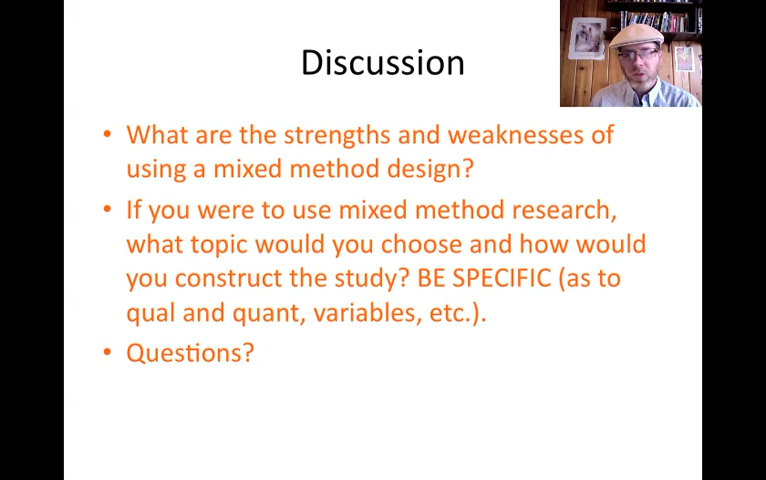 Discussion
• What are the strengths and weaknesses of
using a mixed method design?
• If you were to use mixed method research,
what topic would you choose and how would
you construct the study? BE SPECIFIC (as to
qual and quant, variables, etc.).
• Questions?